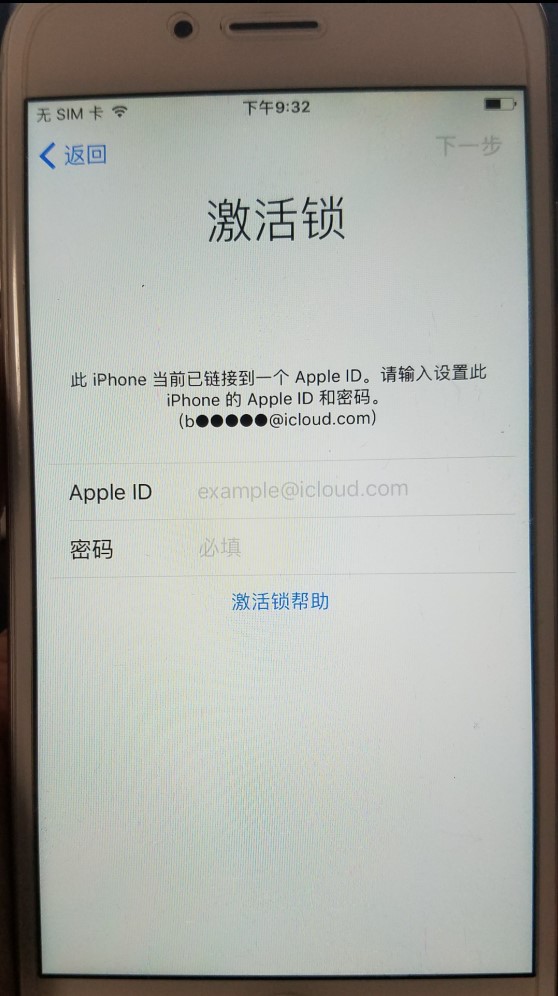 无 SIM 卡 下午9:32
返回 下一步
激活锁
此 iPhone 当前已链接到一个 Apple ID。请输入设置此
iPhone 的 Apple ID 和密码。
(b●●●●●@icloud.com)
Apple ID example@icloud.com
密码 必填
激活锁帮助